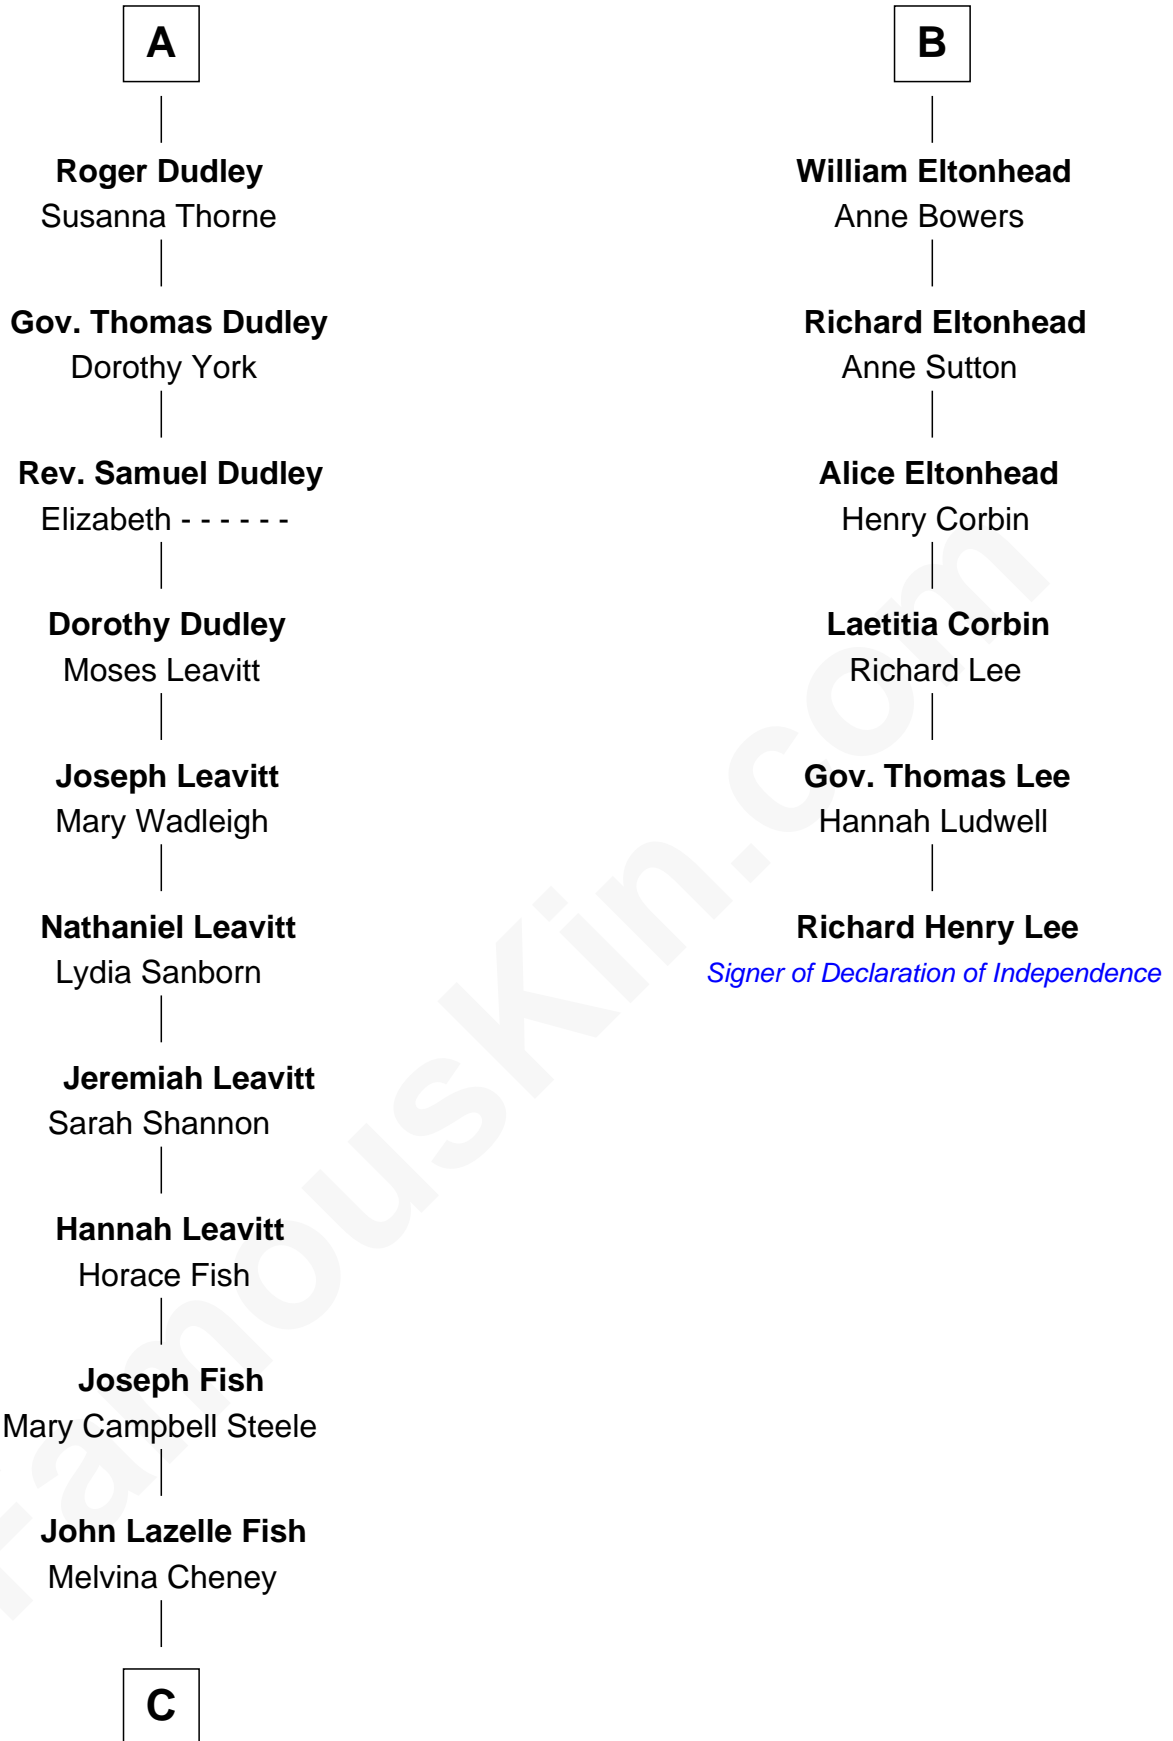 A
Roger Dudley
Susanna Thorne
Gov. Thomas Dudley
Dorothy York
Rev. Samuel Dudley
Elizabeth - - - - - -
Dorothy Dudley
Moses Leavitt
Joseph Leavitt
Mary Wadleigh
Nathaniel Leavitt
Lydia Sanborn
Jeremiah Leavitt
Sarah Shannon
Hannah Leavitt
Horace Fish
Joseph Fish
Mary Campbell Steele
John Lazelle Fish
Melvina Cheney
C
B
William Eltonhead
Anne Bowers
Richard Eltonhead
Anne Sutton
Alice Eltonhead
Henry Corbin
Laetitia Corbin
Richard Lee
Gov. Thomas Lee
Hannah Ludwell
Richard Henry Lee
Signer of Declaration of Independence
FamousKin.com